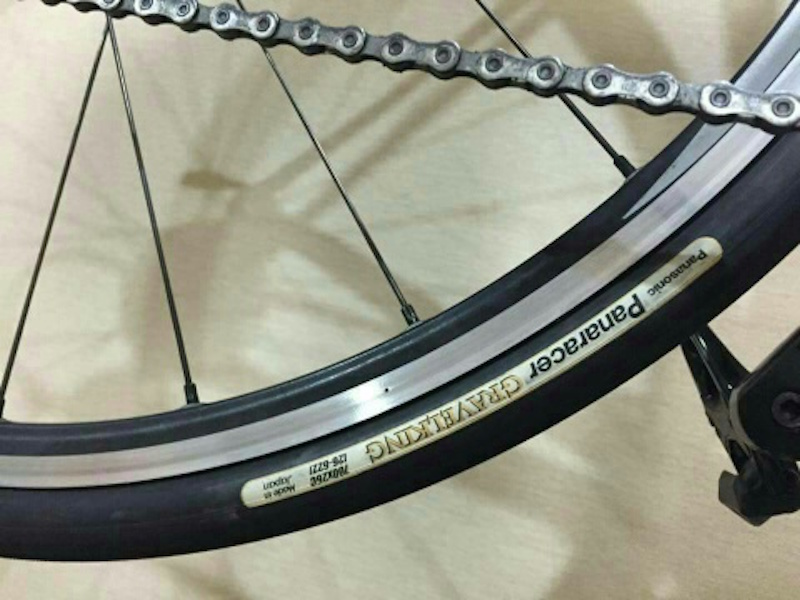 Panasonic
Panaracer
GRAVELKING
700X26C
[26-622]
Made in
Japan